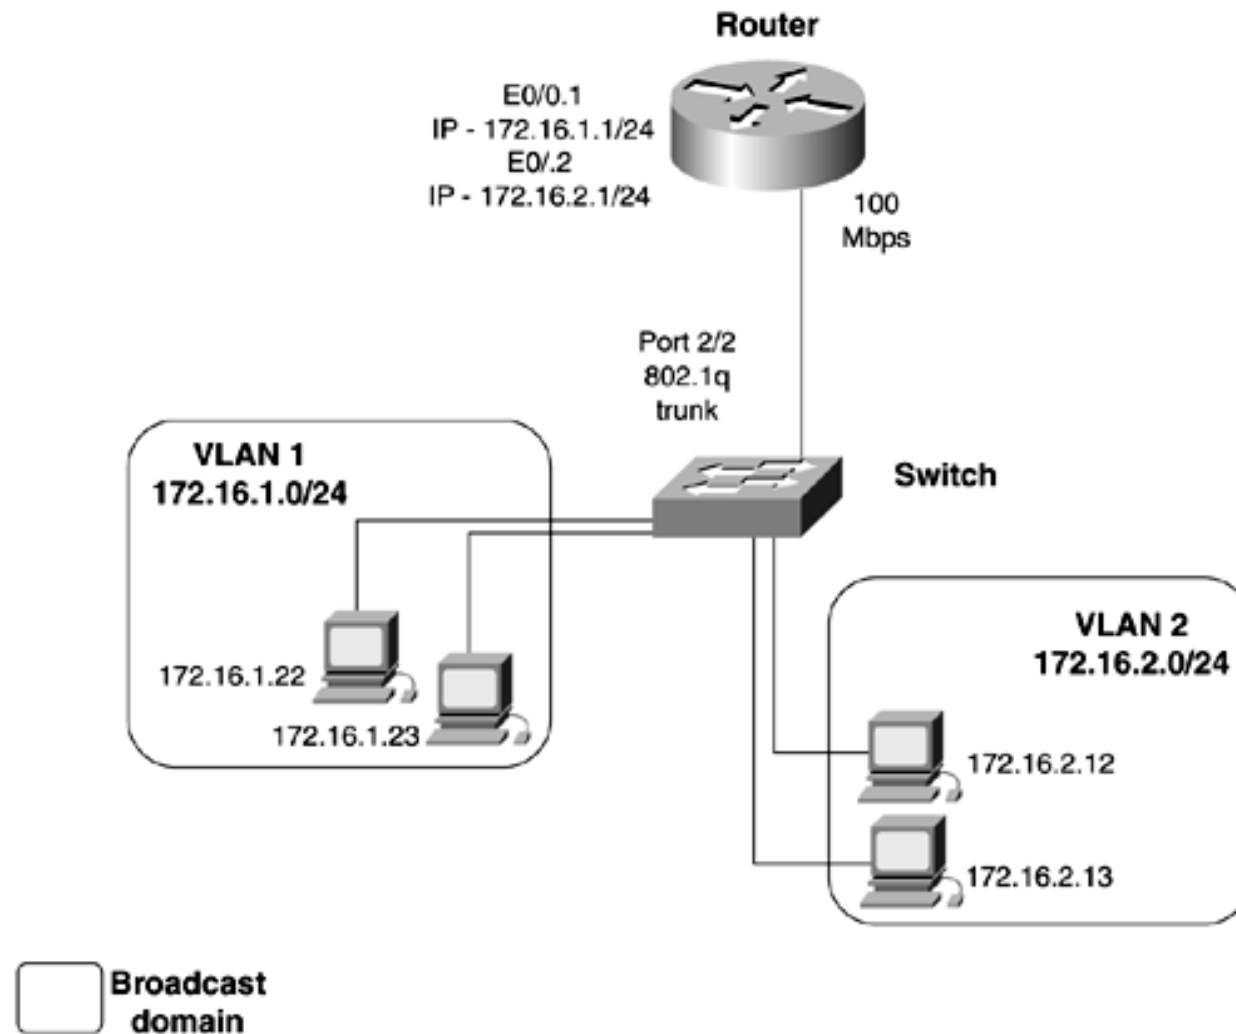 Router
E0/0.1
IP - 172.16.1.1/24
E0/.2
IP - 172.16.2.1/24
100
Mbps
Port 2/2
802.1q
trunk
Switch
VLAN 1
172.16.1.0/24
172.16.1.22
172.16.1.23
VLAN 2
172.16.2.0/24
172.16.2.12
172.16.2.13
Broadcast
domain